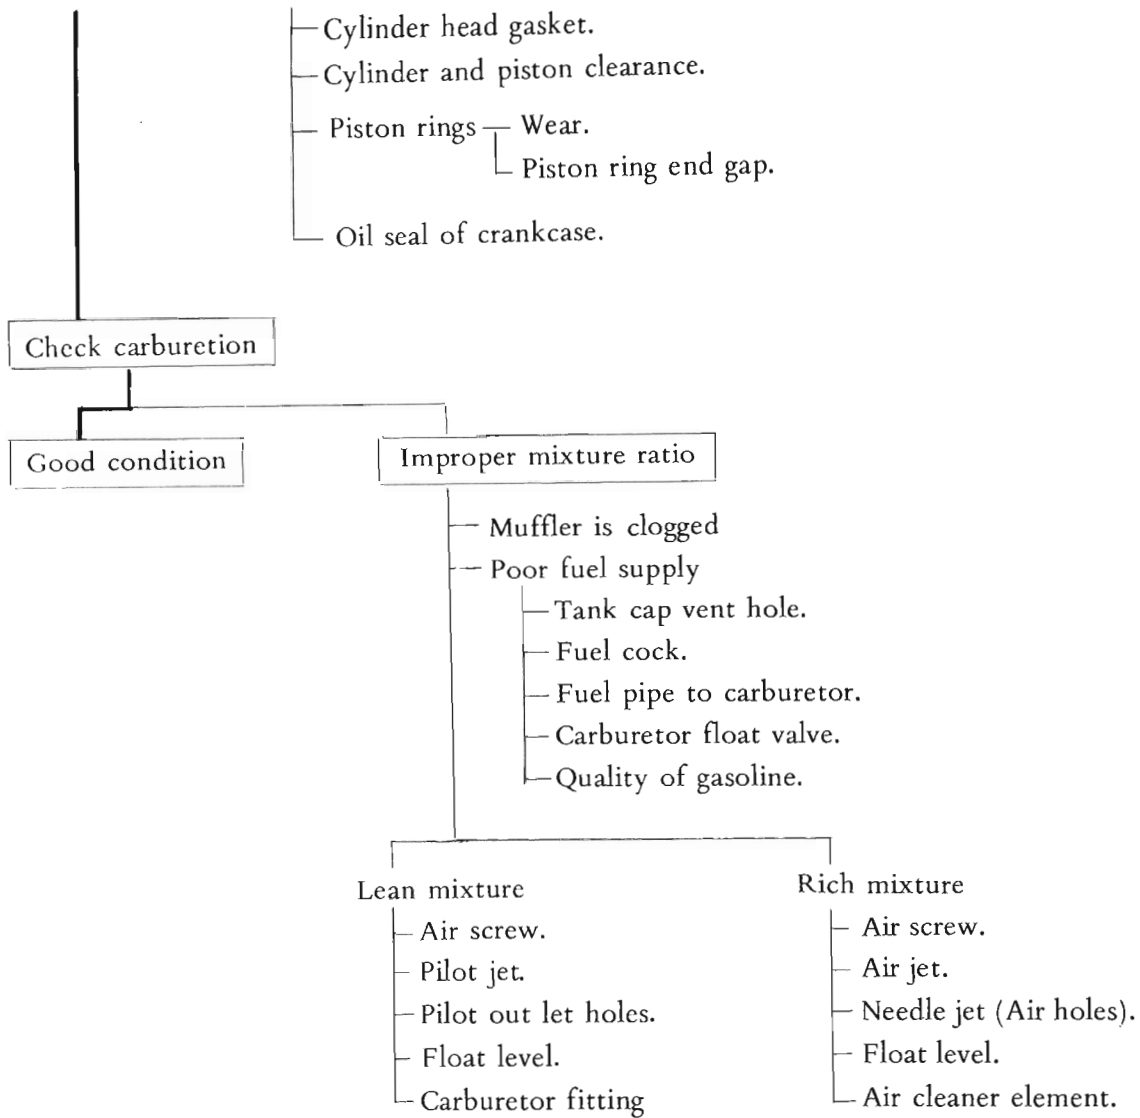 Cylinder head gasket.
Cylinder and piston clearance.
Piston rings
Wear.
Piston ring end gap.
Oil seal of crankcase.
Check carburetion
Good condition
Improper mixture ratio
Muffler is clogged
Poor fuel supply
Tank cap vent hole.
Fuel cock.
Fuel pipe to carburetor.
Carburetor float valve.
Quality of gasoline.
Lean mixture
Air screw.
Pilot jet.
Pilot out let holes.
Float level.
Carburetor fitting
Rich mixture
Air screw.
Air jet.
Needle jet (Air holes).
Float level.
Air cleaner element.